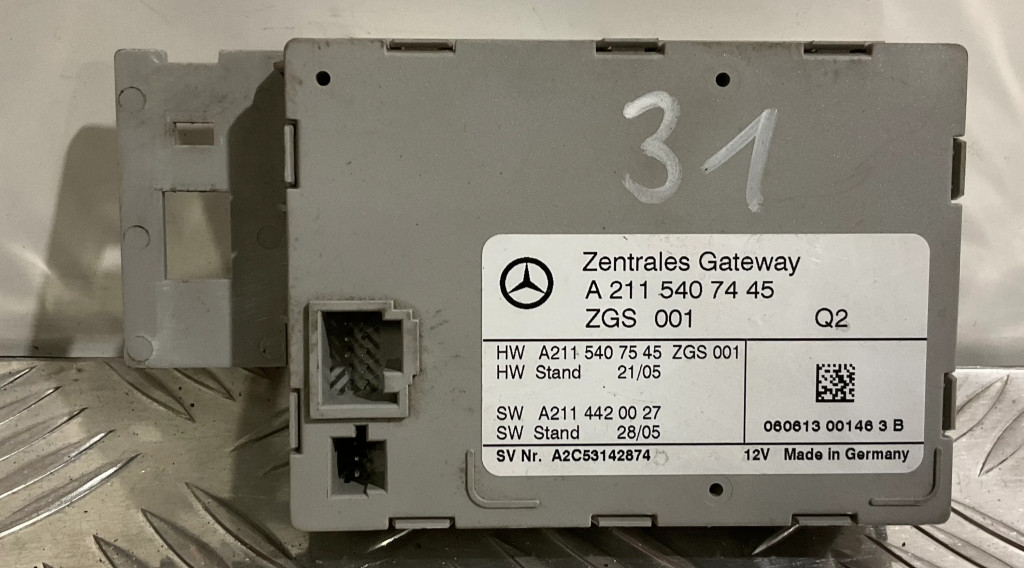 31
Zentrales Gateway
A 211 540 74 45
ZGS 001 Q2
HW A211 540 75 45 ZGS 001
HW Stand 21/05
SW A211 442 00 27
SW Stand 28/05
060613 00146 3 B
SV Nr. A2C53142874 12V Made in Germany